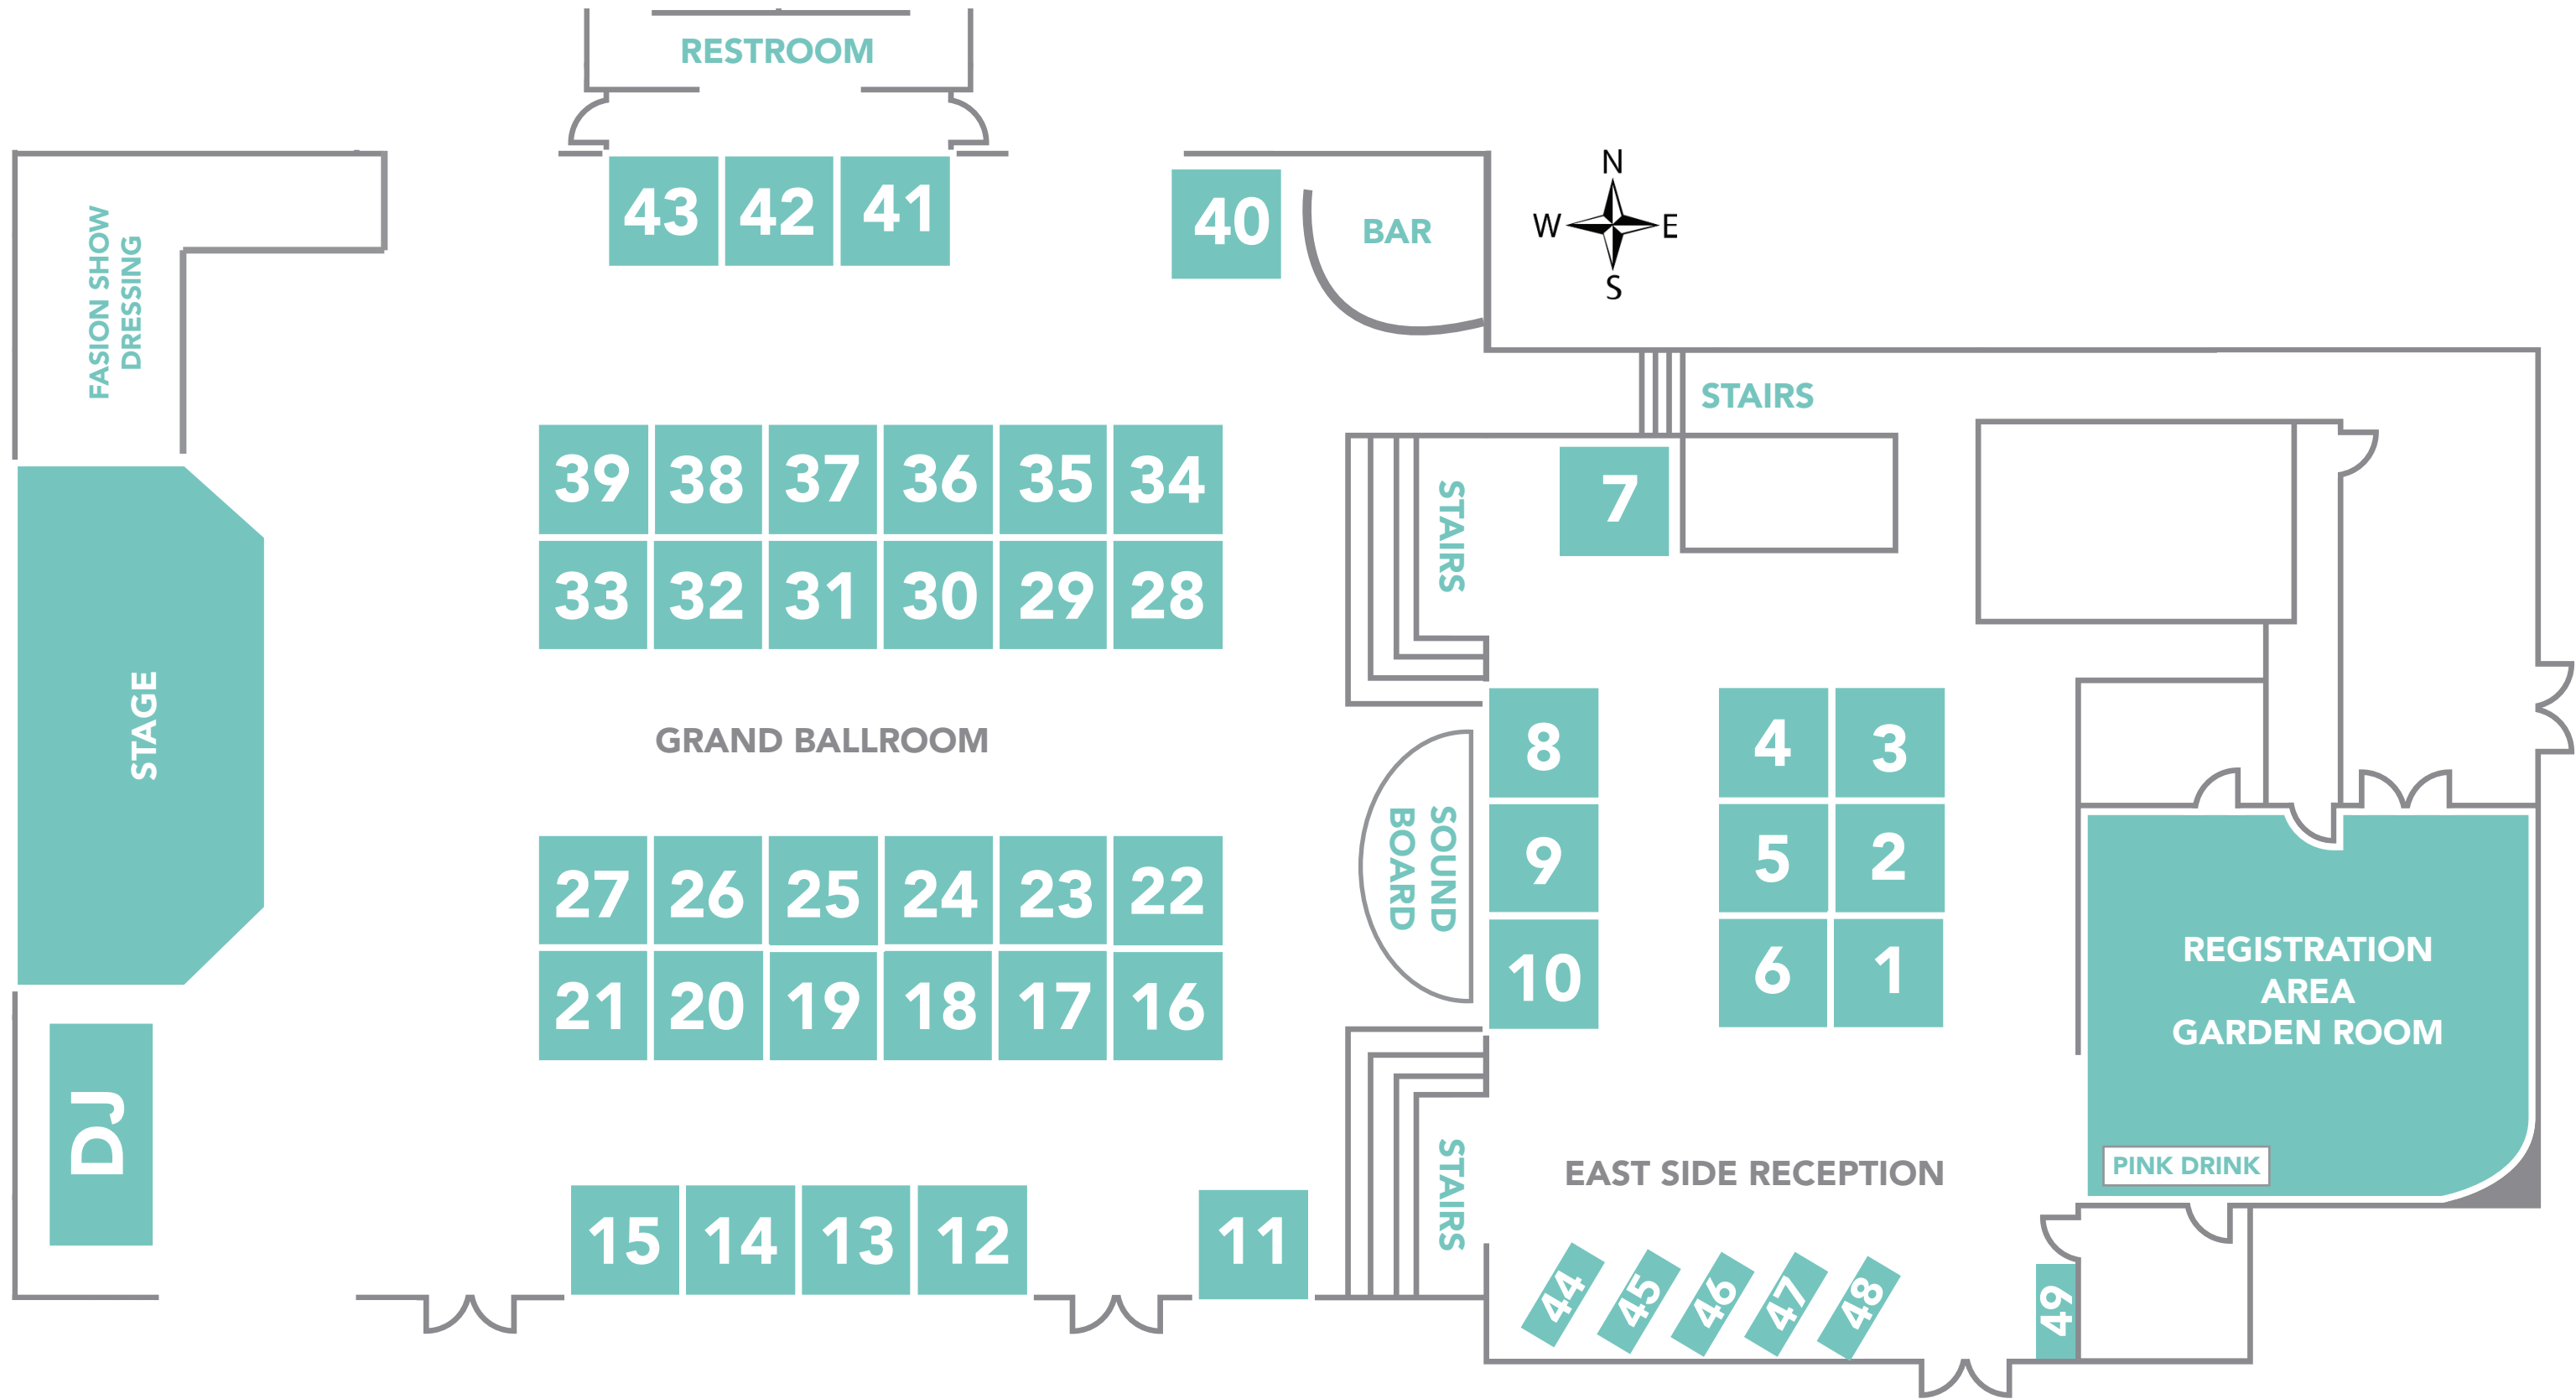 RESTROOM
43 42 41
40
BAR
N
W E
S
FASION SHOW
DRESSING
STAIRS
39 38 37 36 35 34
33 32 31 30 29 28
STAIRS
7
STAGE
GRAND BALLROOM
8
4 3
SOUND
BOARD
9
5 2
27 26 25 24 23 22
21 20 19 18 17 16
10
6 1
REGISTRATION
AREA
GARDEN ROOM
DJ
STAIRS
EAST SIDE RECEPTION
PINK DRINK
15 14 13 12
11
44 45 46 47 48
49